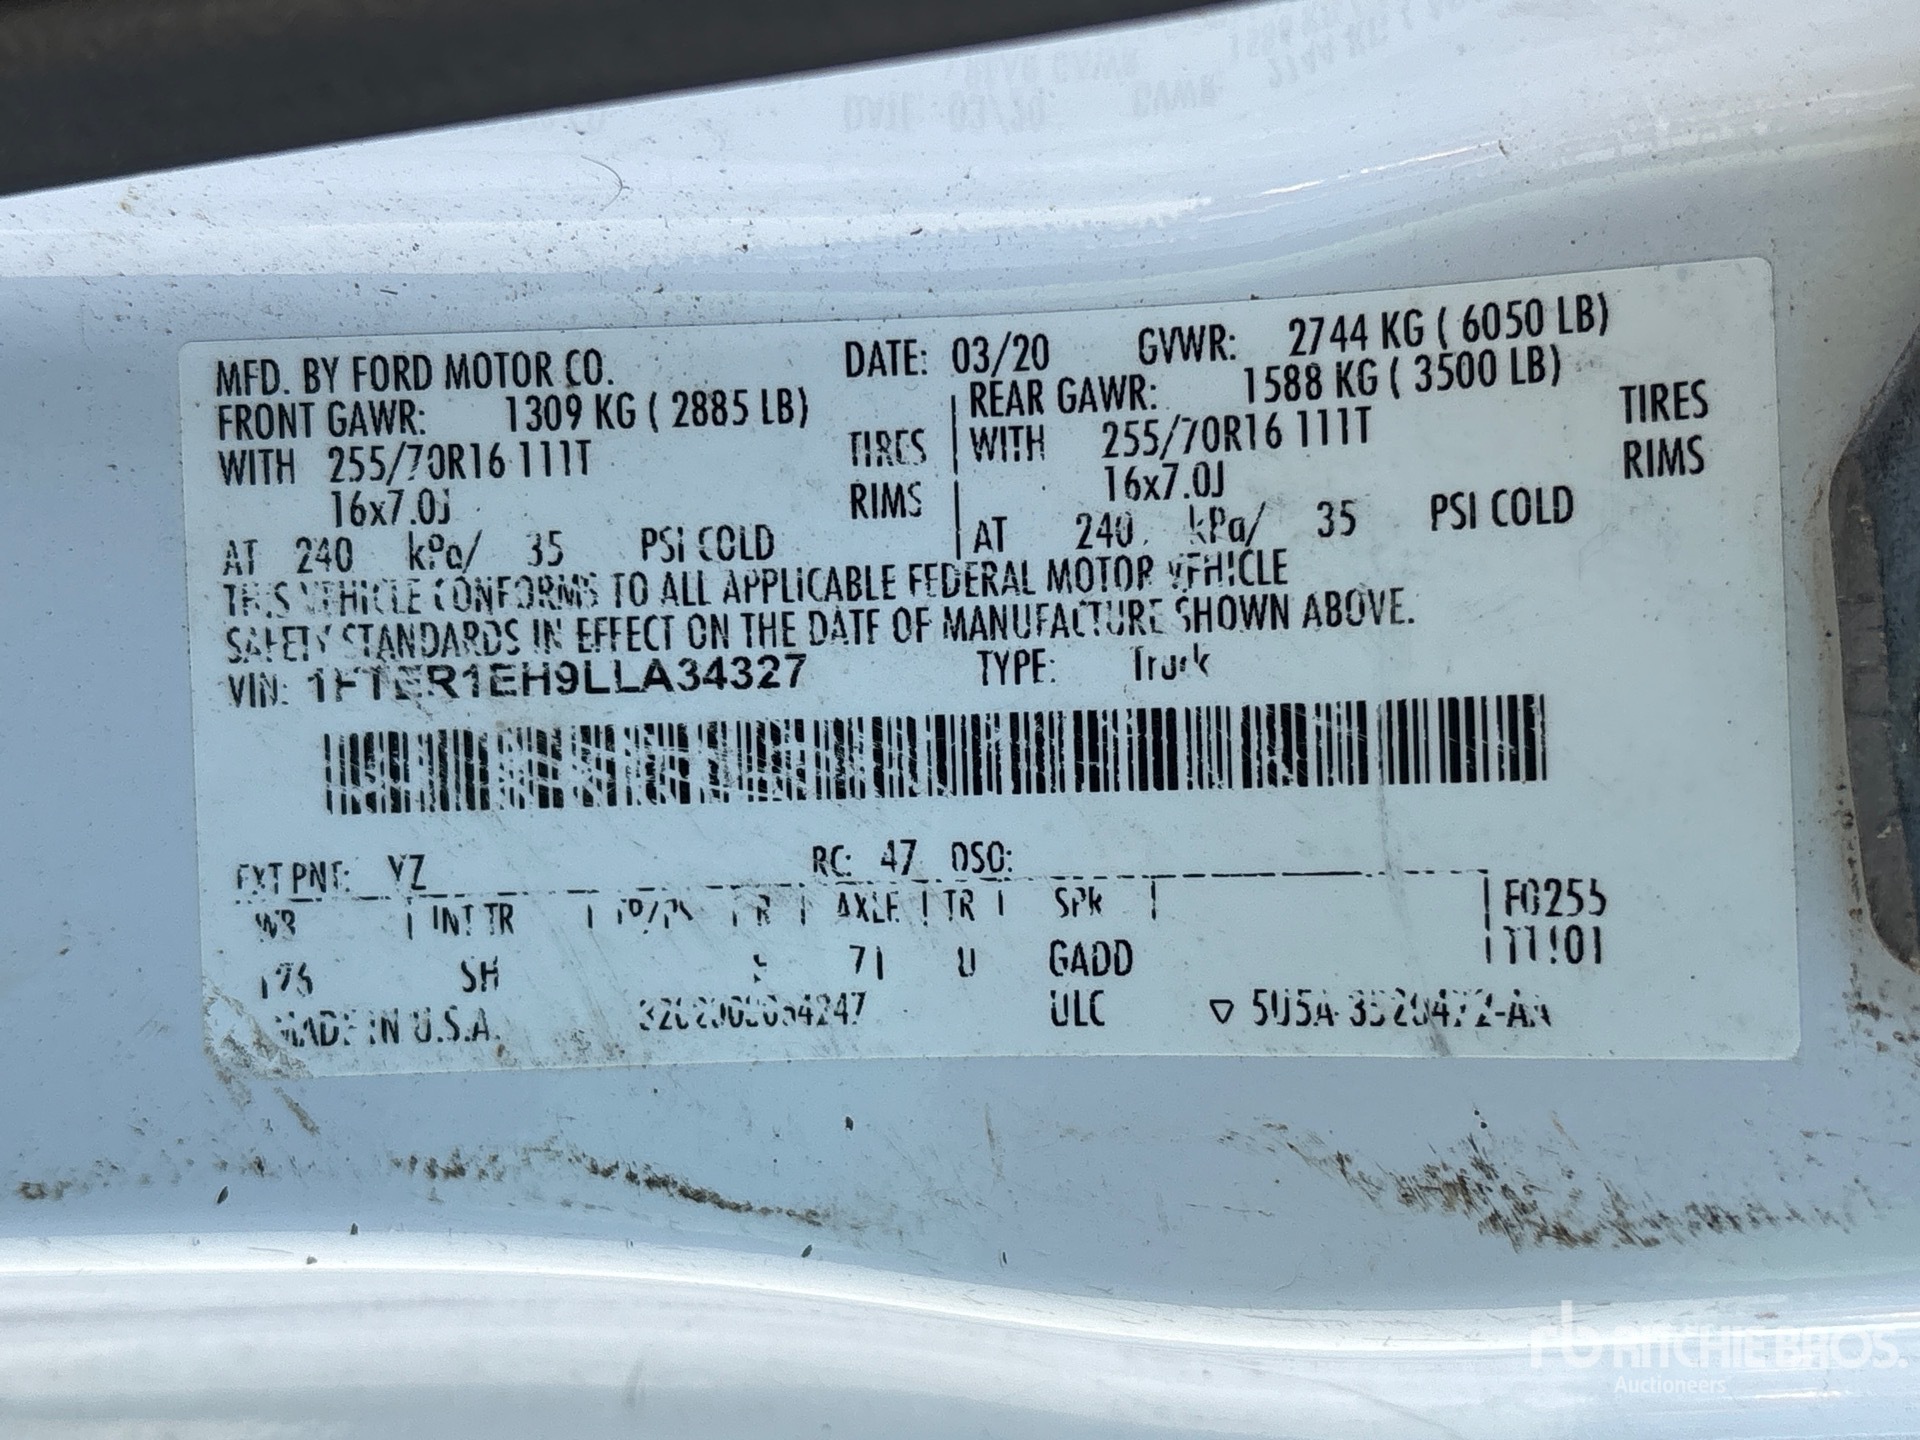 MFD. BY FORD MOTOR CO. DATE: 03/20 GVWR: 2744 KG ( 6050 LB)
FRONT GAWR: 1309 KG ( 2885 LB) REAR GAWR: 1588 KG ( 3500 LB)
WITH 255/70R16 111T TIRES WITH 255/70R16 111T TIRES
16x7.0J RIMS 16x7.0J RIMS
AT 240 kPa/ 35 PSI COLD AT 240 kPa/ 35 PSI COLD
THIS VEHICLE CONFORMS TO ALL APPLICABLE FEDERAL MOTOR VEHICLE
SAFETY STANDARDS IN EFFECT ON THE DATE OF MANUFACTURE SHOWN ABOVE.
VIN: 1FTER1EH9LLA34327 TYPE: Truck
EXT PNT: YZ RC: 47 DSO:
WB INT TR TP/PS R AXLE TR SPR F0255
SH 71 U GADD
MADE IN U.S.A. ULC
RITCHIE BROS.
Auctioneers